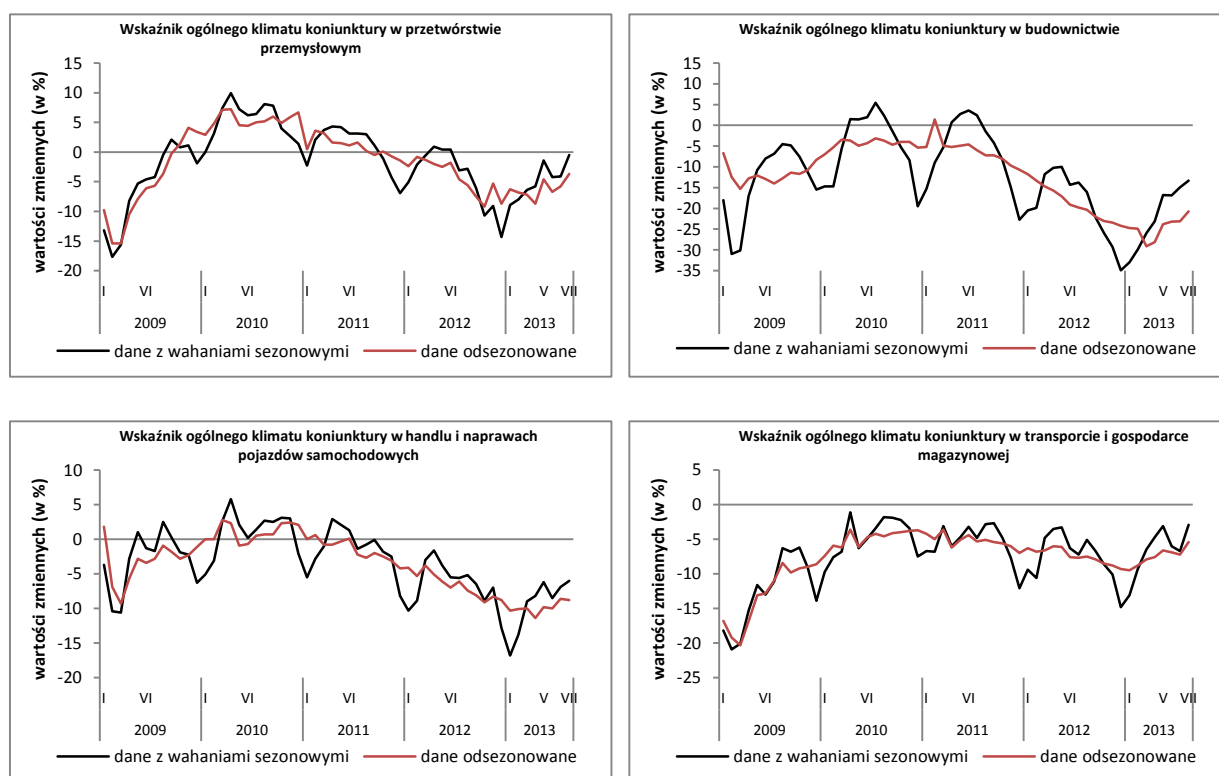 Wskaźnik ogólnego klimatu koniunktury w przetwórstwie
przemysłowym
wartości zmiennych (w %)
15
10
5
0
-5
-10
-15
-20
I VI I I I I V VII
2009 2010 2011 2012 2013
dane z wahaniami sezonowymi dane odsezonowane
Wskaźnik ogólnego klimatu koniunktury w budownictwie
wartości zmiennych (w %)
15
10
5
0
-5
-10
-15
-20
-25
-30
-35
I VI I VI I VI I VI I V VII
2009 2010 2011 2012 2013
dane z wahaniami sezonowymi dane odsezonowane
Wskaźnik ogólnego klimatu koniunktury w handlu i naprawach
pojazdów samochodowych
wartości zmiennych (w %)
10
5
0
-5
-10
-15
-20
I VI I VI I VI I VI I V VII
2009 2010 2011 2012 2013
dane z wahaniami sezonowymi dane odsezonowane
Wskaźnik ogólnego klimatu koniunktury w transporcie i gospodarce
magazynowej
wartości zmiennych (w %)
5
0
-5
-10
-15
-20
-25
I VI I VI I VI I VI I V VII
2009 2010 2011 2012 2013
dane z wahaniami sezonowymi dane odsezonowane